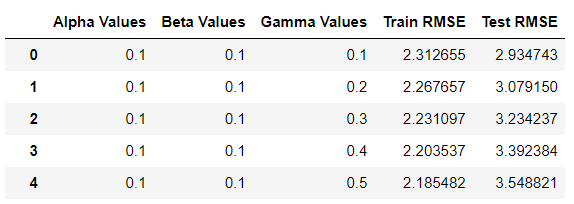 Alpha Values Beta Values Gamma Values Train RMSE Test RMSE
0 0.1 0.1 0.1 2.312655 2.934743
1 0.1 0.1 0.2 2.267657 3.079150
2 0.1 0.1 0.3 2.231097 3.234237
3 0.1 0.1 0.4 2.203537 3.392384
4 0.1 0.1 0.5 2.185482 3.548821